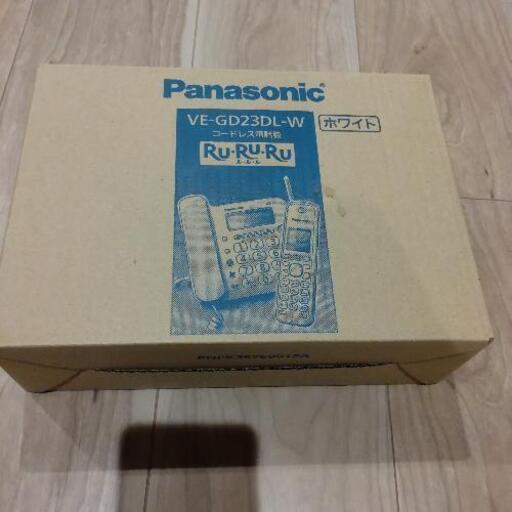 Panasonic
VE-GD23DL-W ホワイト
コードレス電話機
RU・RU・RU
ル・ル・ル